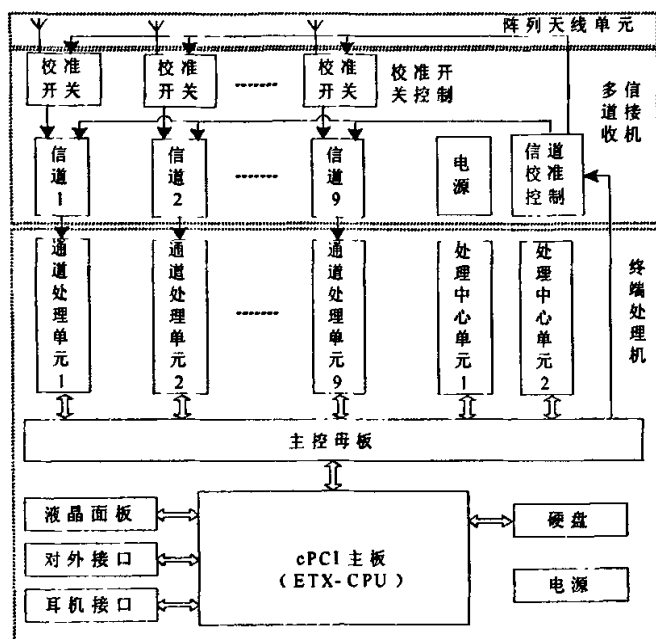 阵列天线单元
校准开关
校准开关
校准开关
校准开关控制
多信道接收机
信道1
信道2
信道9
电源
信道校准控制
通道处理单元1
通道处理单元2
通道处理单元9
处理中心单元1
处理中心单元2
终端处理机
主控母板
液晶面板
对外接口
耳机接口
cPCI主板
(ETX-CPU)
硬盘
电源